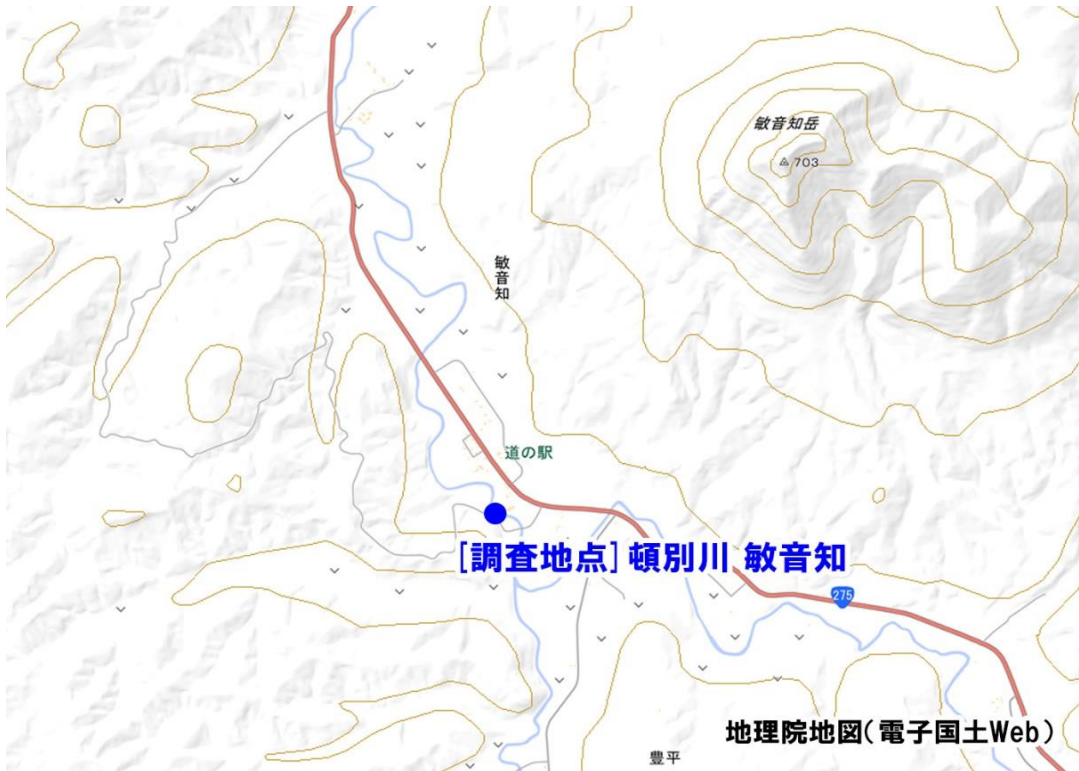 敏音知岳
703
敏音知
道の駅
[調査地点] 頓別川 敏音知
275
地理院地図(電子国土Web)
豊平